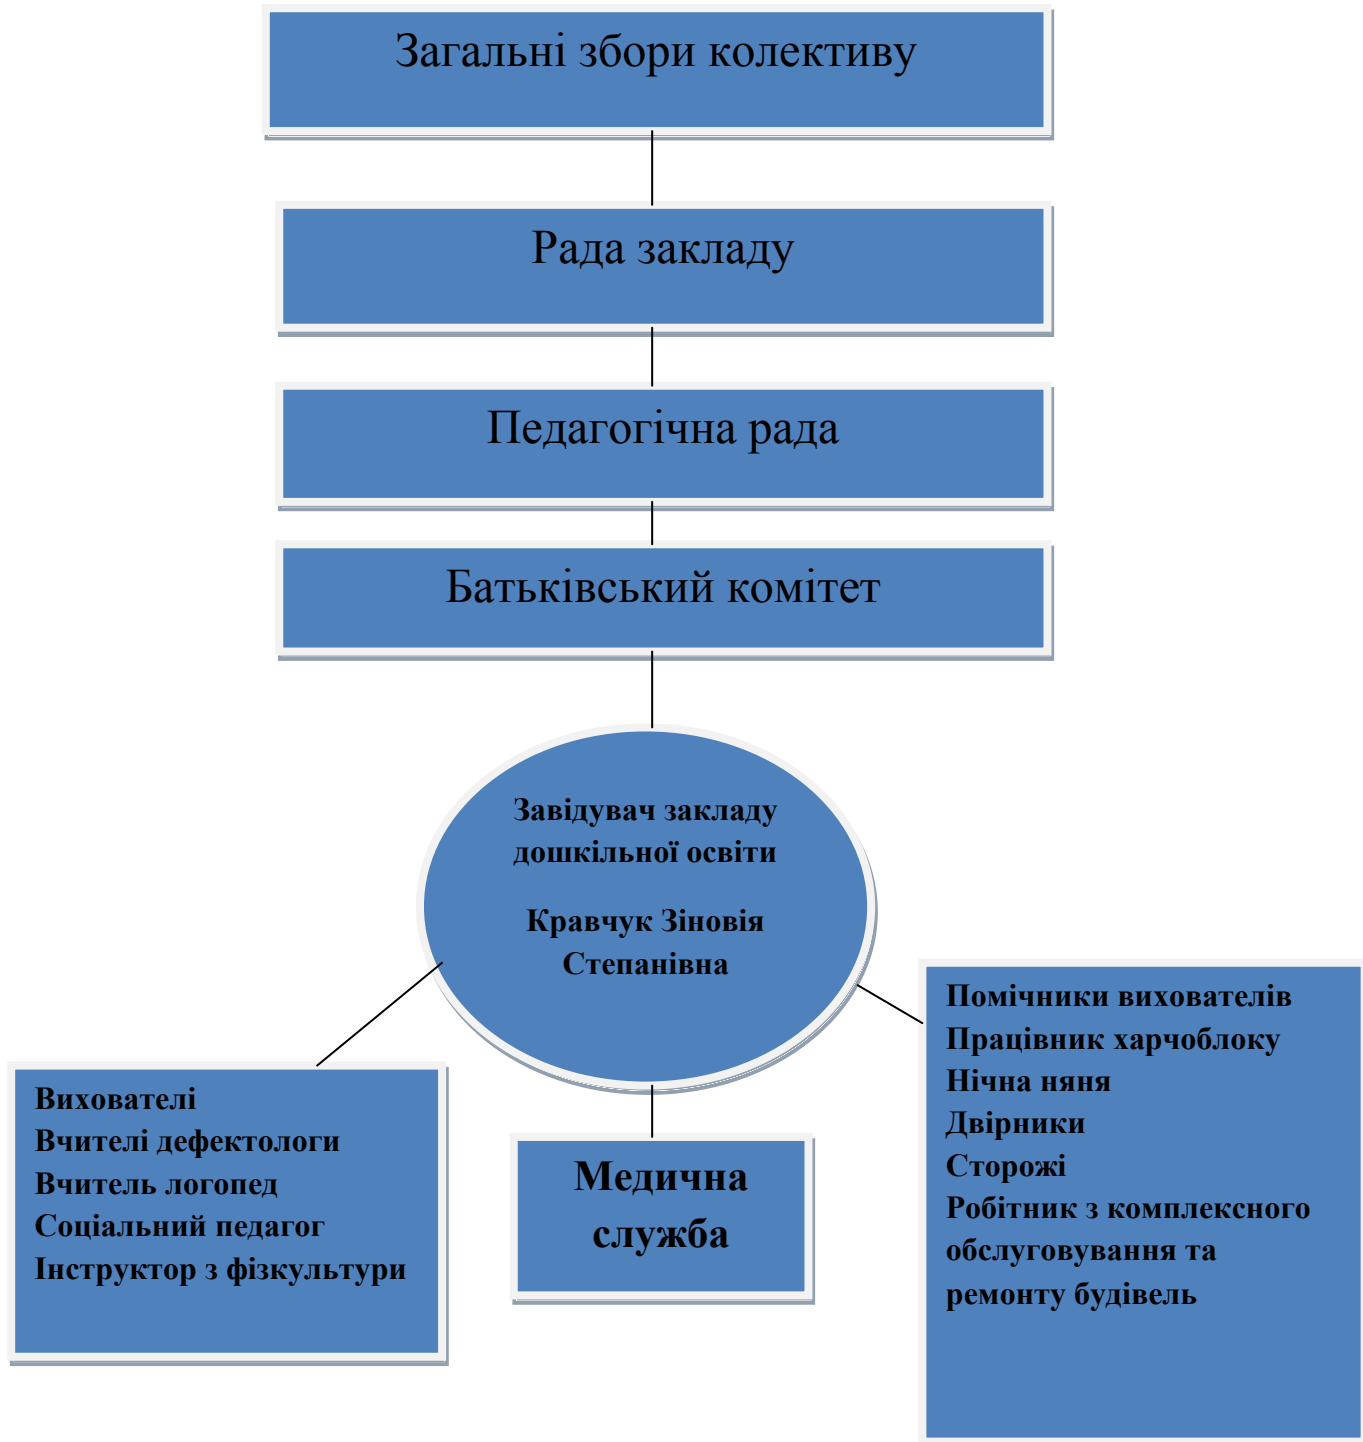 Загальні збори колективу
Рада закладу
Педагогічна рада
Батьківський комітет
Завідувач закладу
дошкільної освіти
Кравчук Зіновія
Степанівна
Вихователі
Вчителі дефектологи
Вчитель логопед
Соціальний педагог
Інструктор з фізкультури
Медична
служба
Помічники вихователів
Працівник харчоблоку
Нічна няня
Двірники
Сторожі
Робітник з комплексного
обслуговування та
ремонту будівель